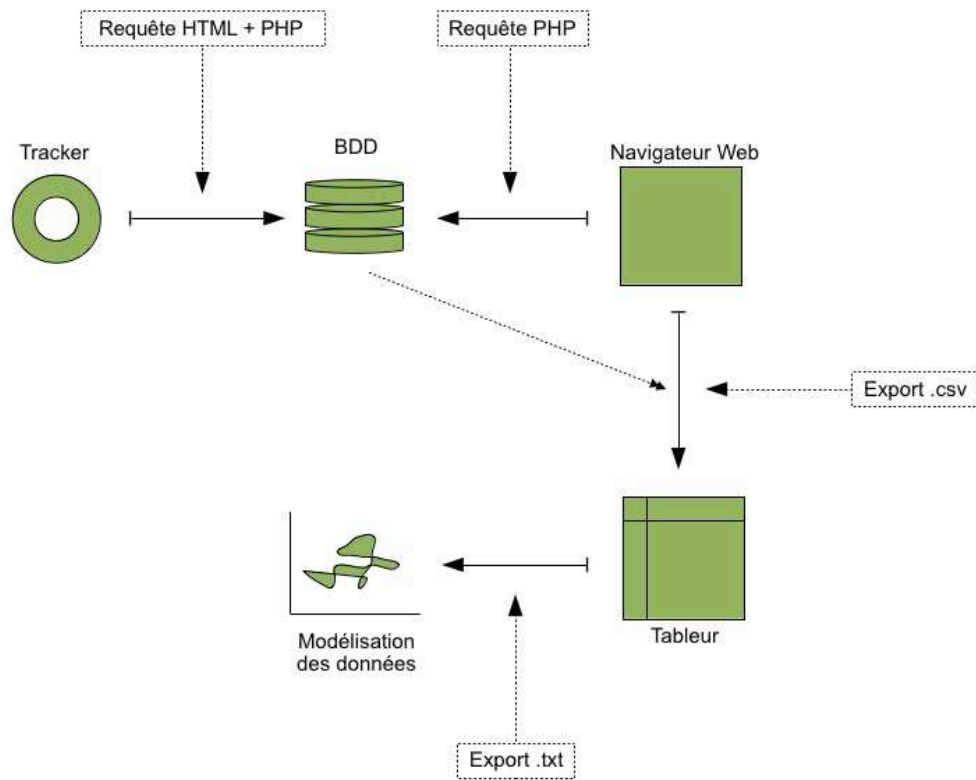 Requête HTML + PHP
Requête PHP
Tracker
BDD
Navigateur Web
Export .csv
Modélisation
des données
Tableur
Export .txt